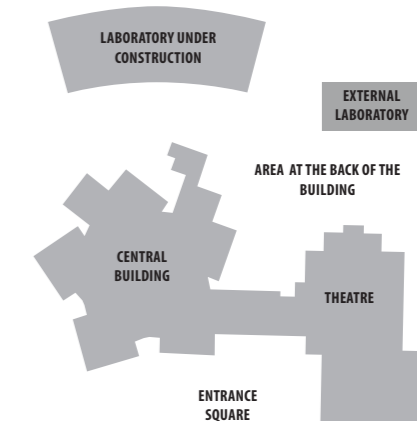 LABORATORY UNDER
CONSTRUCTION
EXTERNAL
LABORATORY
AREA AT THE BACK OF THE
BUILDING
CENTRAL
BUILDING
THEATRE
ENTRANCE
SQUARE